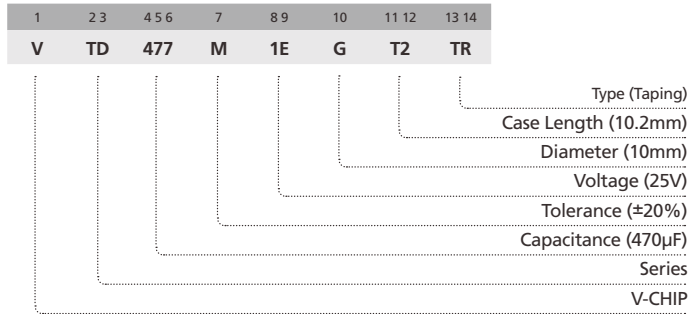 1 2 3 4 5 6 7 8 9 10 11 12 13 14
V TD 477 M 1E G T2 TR
Type (Taping)
Case Length (10.2mm)
Diameter (10mm)
Voltage (25V)
Tolerance (±20%)
Capacitance (470µF)
Series
V-CHIP